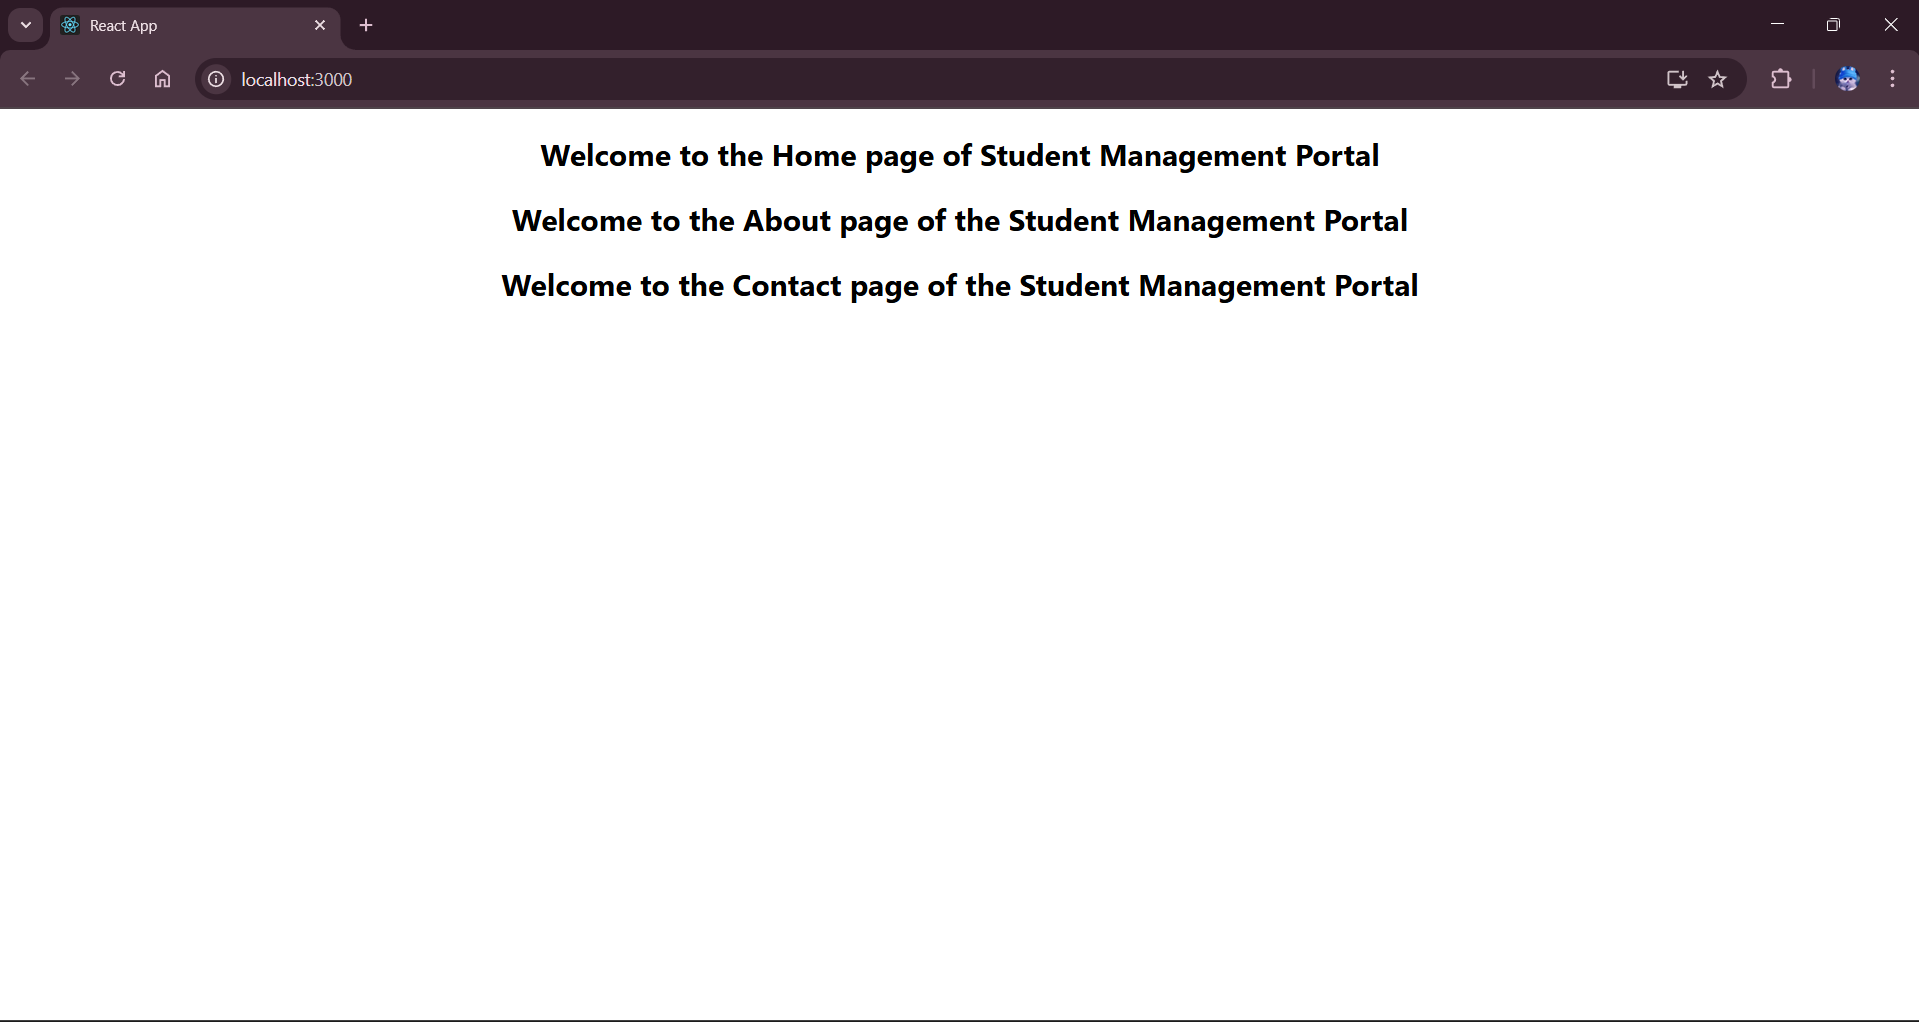 React App
localhost:3000
Welcome to the Home page of Student Management Portal
Welcome to the About page of the Student Management Portal
Welcome to the Contact page of the Student Management Portal